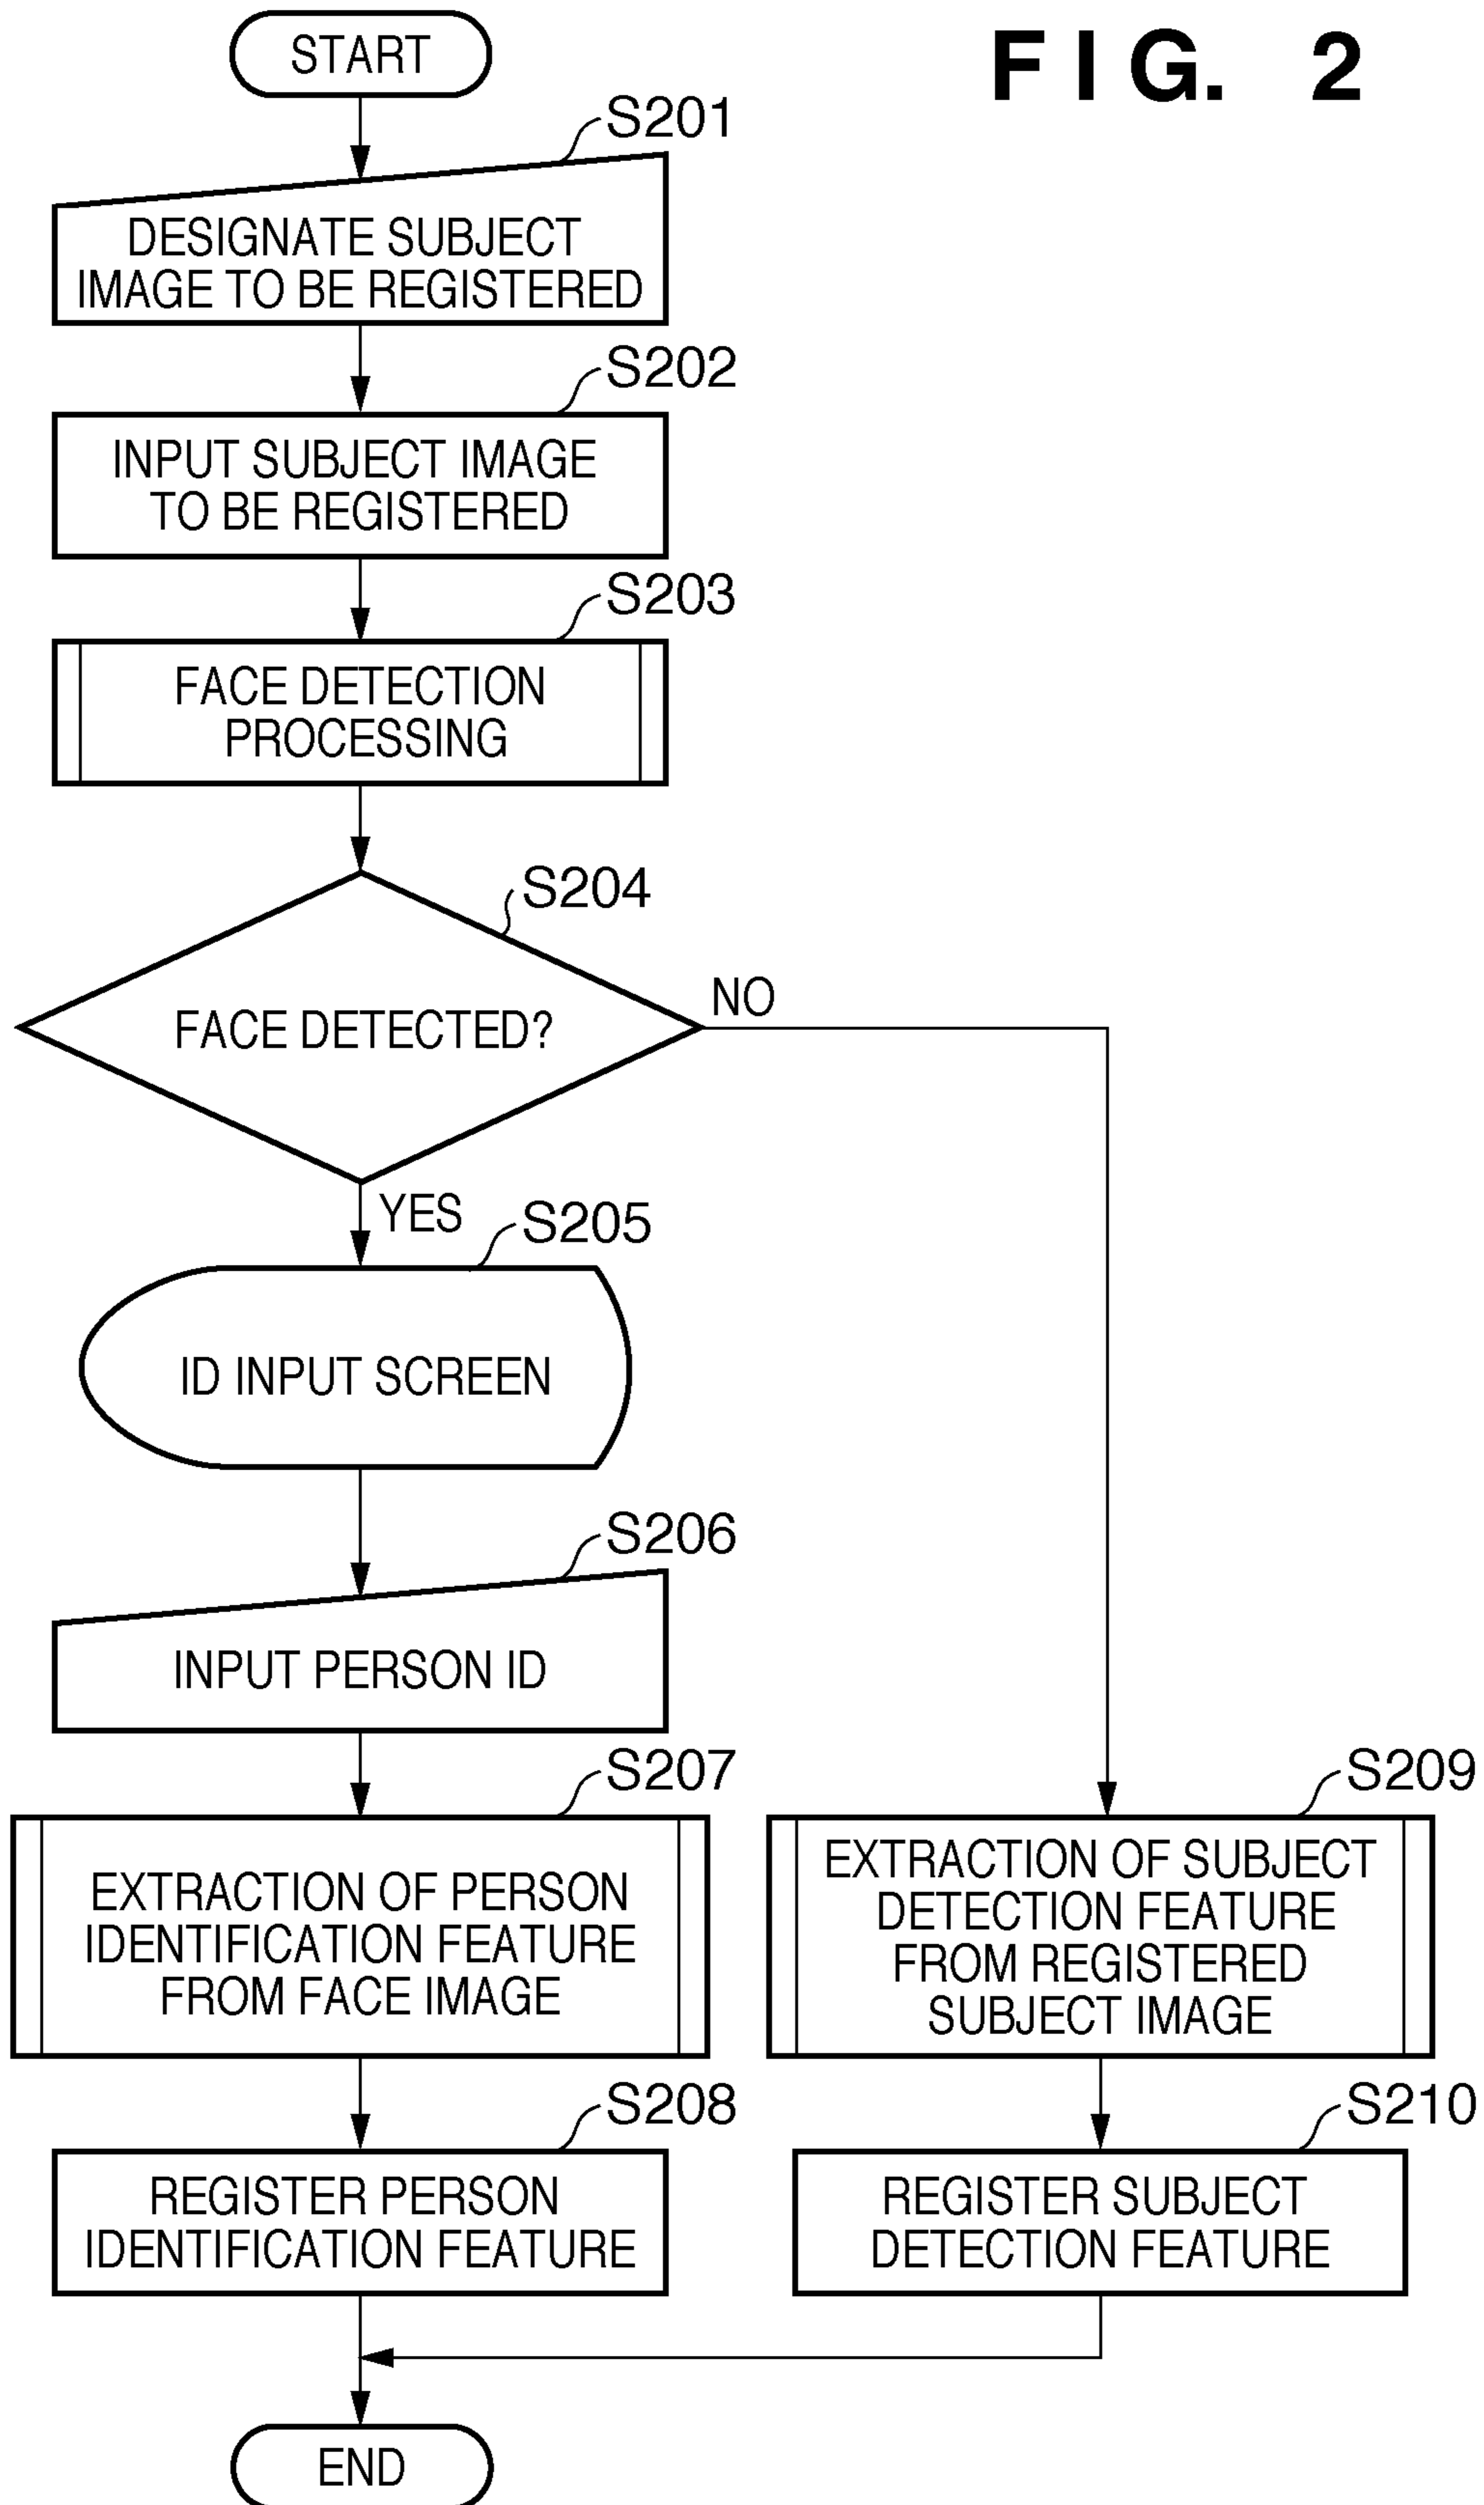 START
FIG. 2
S201
DESIGNATE SUBJECT
IMAGE TO BE REGISTERED
S202
INPUT SUBJECT IMAGE
TO BE REGISTERED
S203
FACE DETECTION
PROCESSING
S204
FACE DETECTED?
NO
YES
S205
ID INPUT SCREEN
S206
INPUT PERSON ID
S207
EXTRACTION OF PERSON
IDENTIFICATION FEATURE
FROM FACE IMAGE
S209
EXTRACTION OF SUBJECT
DETECTION FEATURE
FROM REGISTERED
SUBJECT IMAGE
S208
REGISTER PERSON
IDENTIFICATION FEATURE
S210
REGISTER SUBJECT
DETECTION FEATURE
END